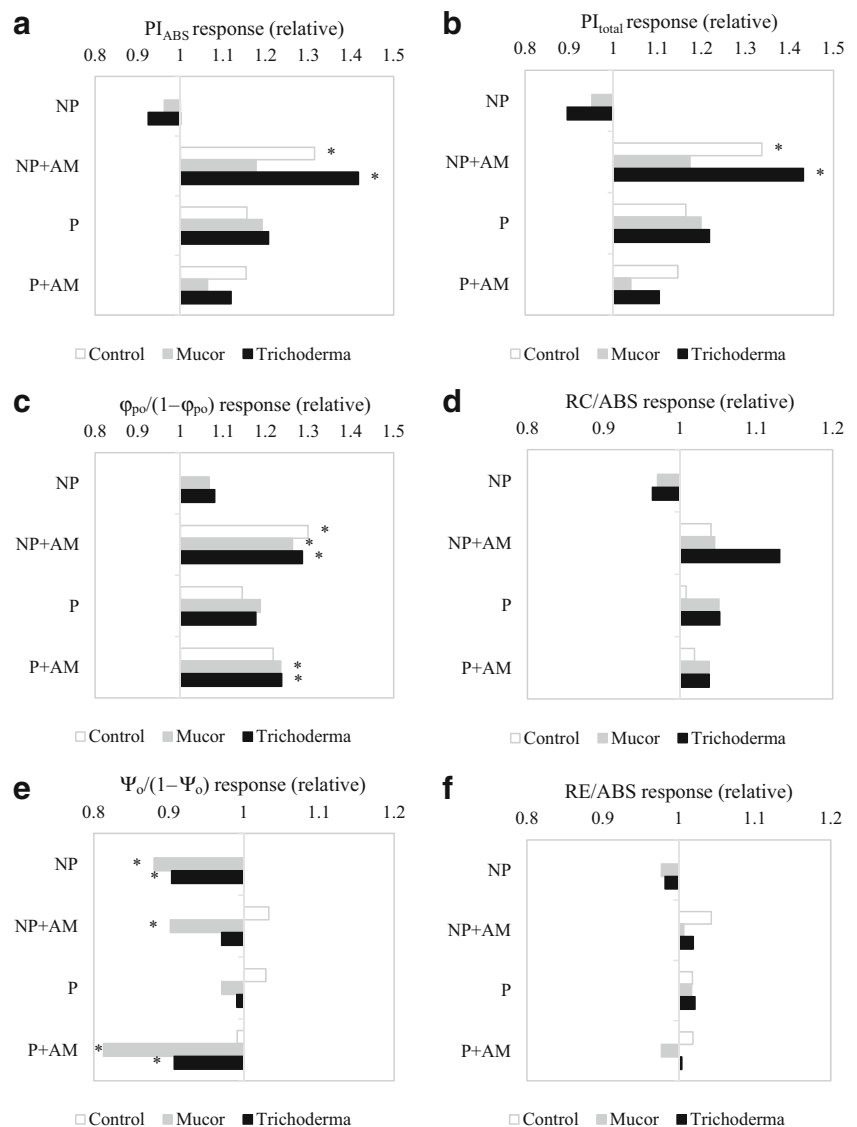 a
PI_ABS response (relative)
0.8 0.9 1 1.1 1.2 1.3 1.4 1.5
NP
NP+AM
*
*
P
P+AM
□ Control ■ Mucor ■ Trichoderma
b
PI_total response (relative)
0.8 0.9 1 1.1 1.2 1.3 1.4 1.5
NP
NP+AM
*
*
P
P+AM
□ Control ■ Mucor ■ Trichoderma
c
φ_po/(1−φ_po) response (relative)
0.8 0.9 1 1.1 1.2 1.3 1.4 1.5
NP
NP+AM
*
*
*
P
P+AM
*
*
□ Control ■ Mucor ■ Trichoderma
d
RC/ABS response (relative)
0.8 0.9 1 1.1 1.2
NP
NP+AM
P
P+AM
□ Control ■ Mucor ■ Trichoderma
e
Ψ_o/(1−Ψ_o) response (relative)
0.8 0.9 1 1.1 1.2
NP
*
*
NP+AM
*
P
P+AM
*
*
□ Control ■ Mucor ■ Trichoderma
f
RE/ABS response (relative)
0.8 0.9 1 1.1 1.2
NP
NP+AM
P
P+AM
□ Control ■ Mucor ■ Trichoderma